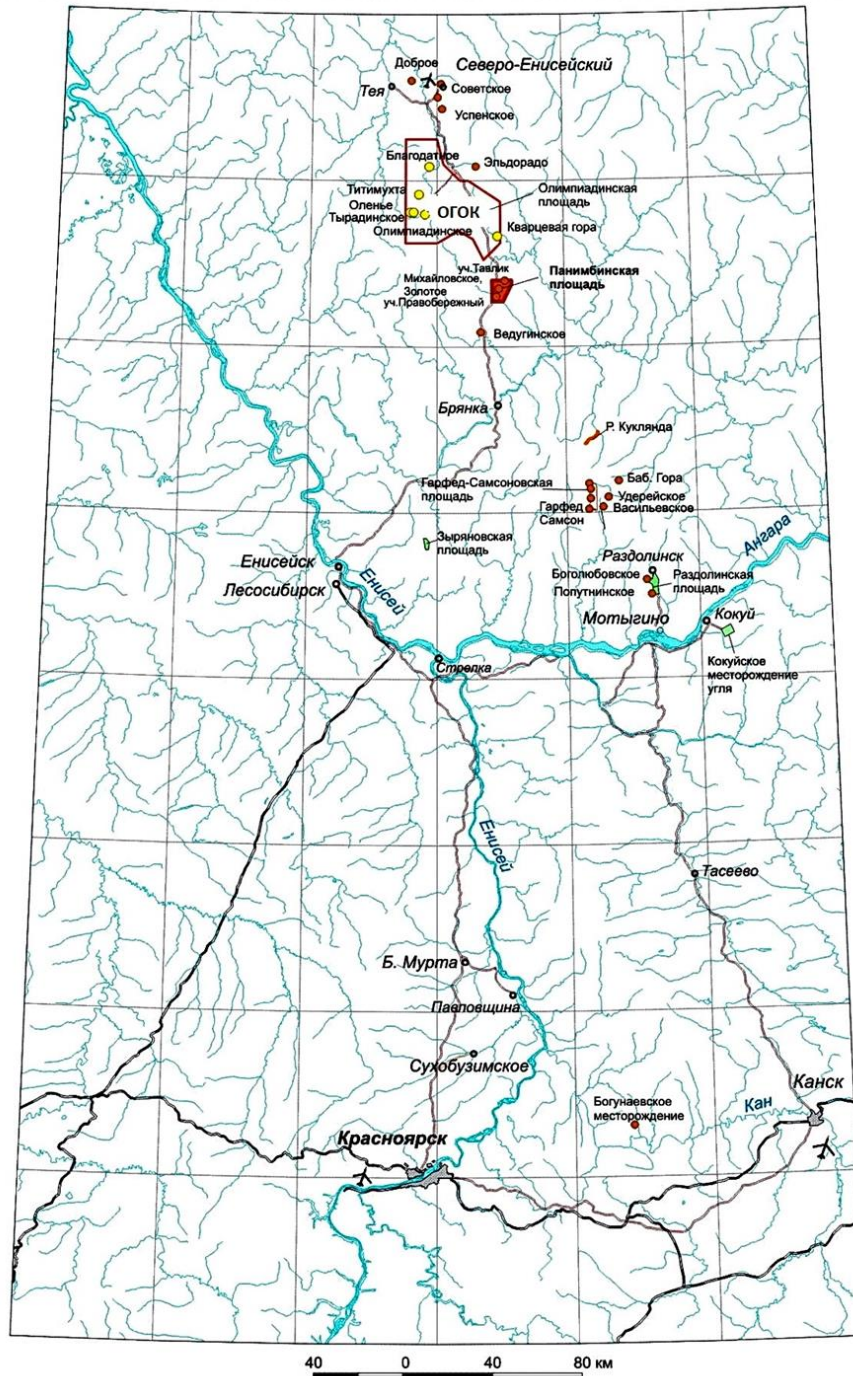 Доброе
Северо-Енисейский
Тея
Советское
Успенское
Благодатное
Эльдорадо
Титимухта
Олимпиадинская
площадь
Оленье
ОГОК
Тырадинское
Олимпиадинское
Кварцевая гора
уч.Тавлик
Михайловское,
Золотое
уч.Правобережный
Панимбинская
площадь
Ведугинское
Брянка
Р. Куклянда
Гарфед-Самсоновская
площадь
Баб. Гора
Удерейское
Васильевское
Гарфед
Самсон
Зыряновская
площадь
Ангара
Енисейск
Лесосибирск
Енисей
Раздолинск
Боголюбовское
Попутнинское
Раздолинская
площадь
Мотыгино
Кокуй
Стрелка
Кокуйское
месторождение
угля
Енисей
Тасеево
Б. Мурта
Павловщина
Сухобузимское
Канск
Кан
Богунаевское
месторождение
Красноярск
40 0 40 80 км